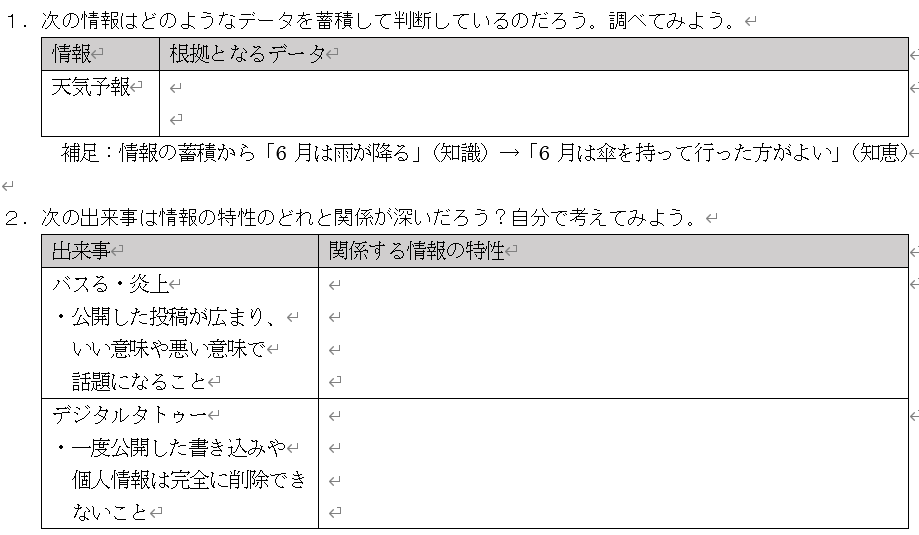 １．次の情報はどのようなデータを蓄積して判断しているのだろう。調べてみよう。
情報 根拠となるデータ
天気予報
補足：情報の蓄積から「6月は雨が降る」（知識）→「6月は傘を持って行った方がよい」（知恵）
２．次の出来事は情報の特性のどれと関係が深いだろう？自分で考えてみよう。
出来事 関係する情報の特性
バスる・炎上
・公開した投稿が広まり、
いい意味や悪い意味で
話題になること
デジタルタトゥー
・一度公開した書き込みや
個人情報は完全に削除でき
ないこと